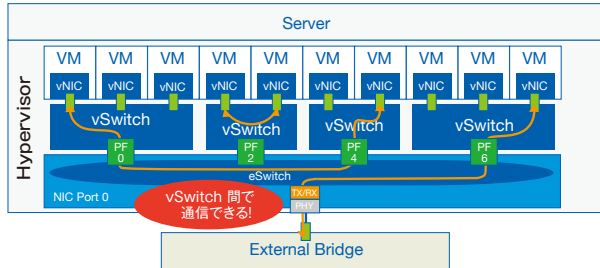 Server
Hypervisor
VM VM VM VM VM VM VM VM VM
vNIC vNIC vNIC vNIC vNIC vNIC vNIC vNIC vNIC
vSwitch vSwitch vSwitch vSwitch
PF 0
PF 2
PF 4
PF 6
eSwitch
NIC Port 0
vSwitch 間で
通信できる!
TX/RX
PHY
External Bridge